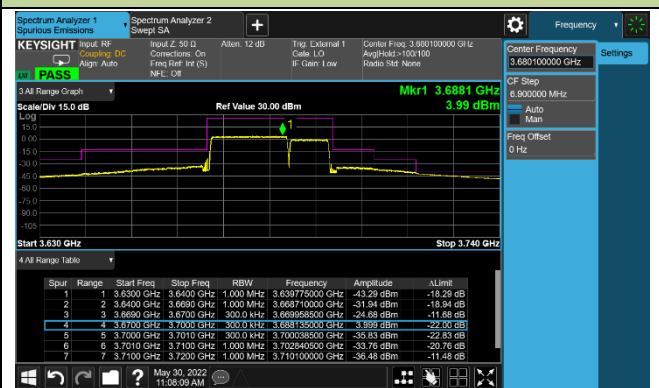 Spectrum Analyzer 1
Spurious Emissions
Spectrum Analyzer 2
Swept SA
Frequency
KEYSIGHT
Input: RF
Coupling: DC
Align: Auto
Input Z: 50 Ω
Corrections: On
Freq Ref: Int (S)
NFE: Off
Atten: 12 dB
Trig: External 1
Gate: LO
IF Gain: Low
Center Freq: 3.680100000 GHz
Avg|Hold:>100/100
Radio Std: None
PASS
Center Frequency
3.680100000 GHz
Settings
CF Step
6.900000 MHz
Auto
Man
Freq Offset
0 Hz
3 All Range Graph
Mkr1 3.6881 GHz
3.99 dBm
Scale/Div 15.0 dB
Ref Value 30.00 dBm
Log
15.0
0.00
-15.0
-30.0
-45.0
-60.0
-75.0
-90.0
-105
1
Start 3.630 GHz
Stop 3.740 GHz
4 All Range Table
Spur Range Start Freq Stop Freq RBW Frequency Amplitude ΔLimit
1 1 3.6300 GHz 3.6400 GHz 1.000 MHz 3.639775000 GHz -43.29 dBm -18.29 dB
2 2 3.6400 GHz 3.6690 GHz 1.000 MHz 3.668710000 GHz -31.94 dBm -18.94 dB
3 3 3.6690 GHz 3.6700 GHz 300.0 kHz 3.669958500 GHz -24.68 dBm -11.68 dB
4 4 3.6700 GHz 3.7000 GHz 300.0 kHz 3.688135000 GHz 3.999 dBm -22.00 dB
5 5 3.7000 GHz 3.7010 GHz 300.0 kHz 3.700038500 GHz -35.83 dBm -22.83 dB
6 6 3.7010 GHz 3.7100 GHz 1.000 MHz 3.702840500 GHz -33.76 dBm -20.76 dB
7 7 3.7100 GHz 3.7200 GHz 1.000 MHz 3.710100000 GHz -36.48 dBm -11.48 dB
May 30, 2022
11:08:09 AM